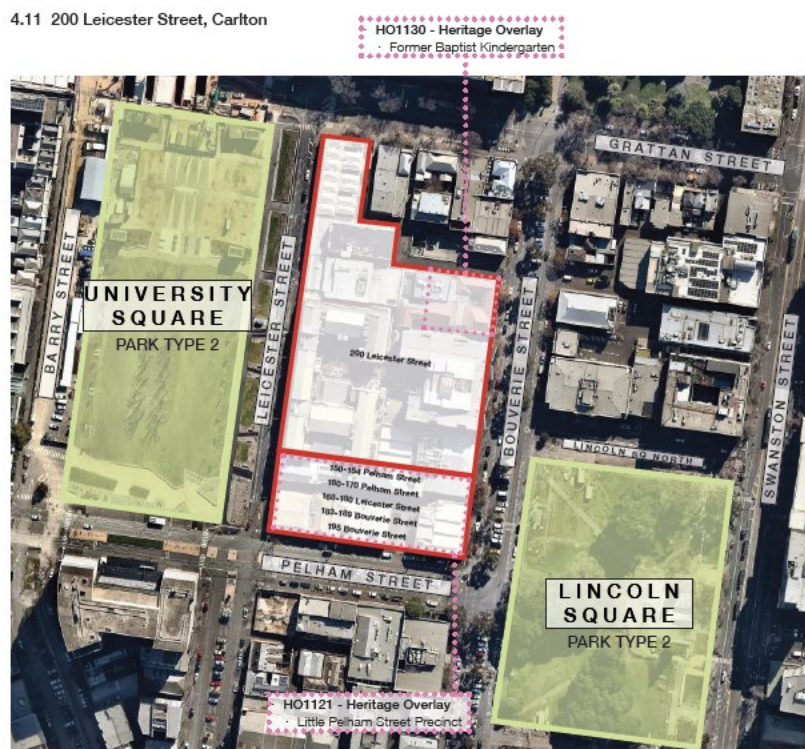 4.11 200 Leicester Street, Carlton
HO1130 - Heritage Overlay
· Former Baptist Kindergarten
GRATTAN STREET
BARRY STREET
UNIVERSITY
SQUARE
PARK TYPE 2
LEICESTER STREET
200 Leicester Street
BOUVERIE STREET
SWANSTON STREET
LINCOLN SQ NORTH
150-154 Pelham Street
160-170 Pelham Street
168-180 Leicester Street
183-189 Bouverie Street
195 Bouverie Street
PELHAM STREET
LINCOLN
SQUARE
PARK TYPE 2
HO1121 - Heritage Overlay
· Little Pelham Street Precinct